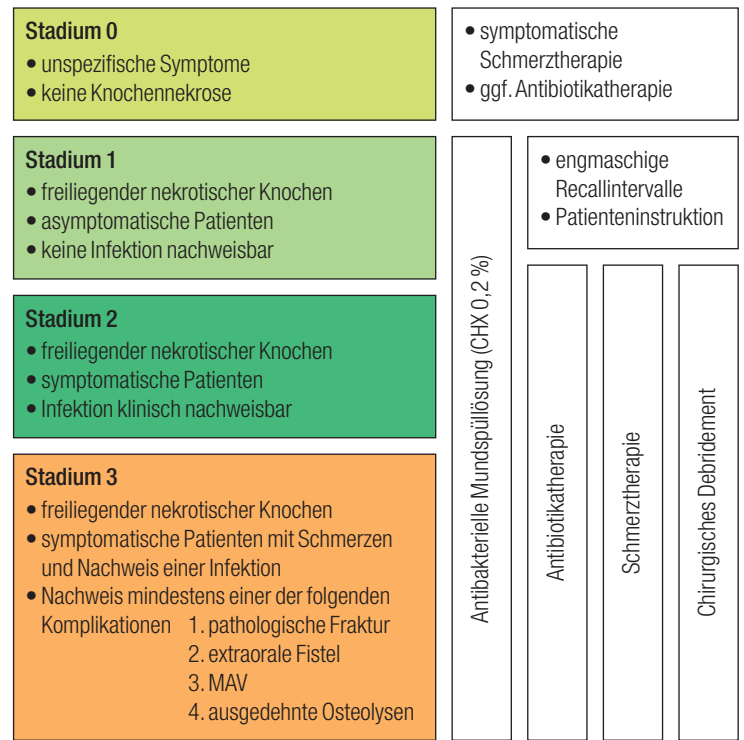 Stadium 0
• unspezifische Symptome
• keine Knochennekrose
• symptomatische
Schmerztherapie
• ggf. Antibiotikatherapie
Stadium 1
• freiliegender nekrotischer Knochen
• asymptomatische Patienten
• keine Infektion nachweisbar
Stadium 2
• freiliegender nekrotischer Knochen
• symptomatische Patienten
• Infektion klinisch nachweisbar
Stadium 3
• freiliegender nekrotischer Knochen
• symptomatische Patienten mit Schmerzen
und Nachweis einer Infektion
• Nachweis mindestens einer der folgenden
Komplikationen 1. pathologische Fraktur
2. extraorale Fistel
3. MAV
4. ausgedehnte Osteolysen
Antibakterielle Mundspüllösung (CHX 0,2 %)
• engmaschige
Recallintervalle
• Patienteninstruktion
Antibiotikatherapie
Schmerztherapie
Chirurgisches Debridement